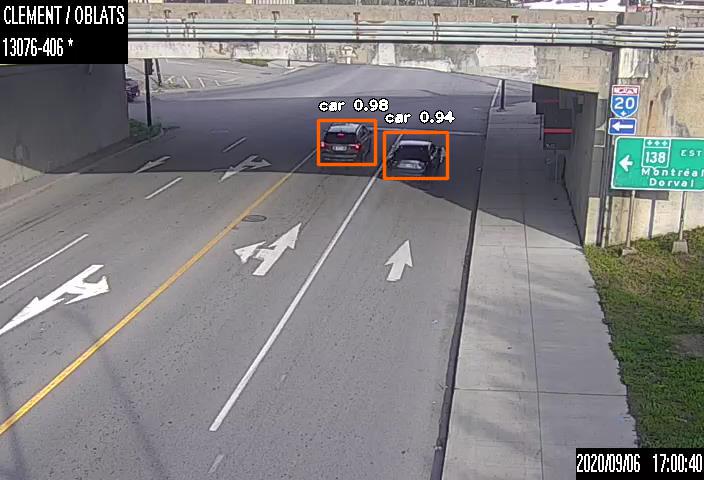 CLEMENT / OBLATS
13076-406 *
car 0.98
car 0.94
20
138
EST
Montréal
Dorval
2020/09/06 17:00:40